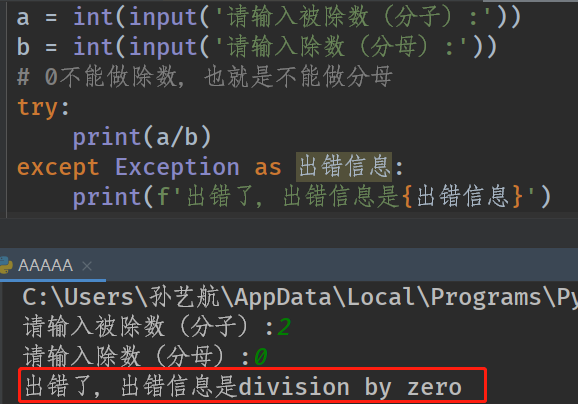 a = int(input('请输入被除数（分子）:'))
b = int(input('请输入除数（分母）:'))
# 0不能做除数，也就是不能做分母
try:
    print(a/b)
except Exception as 出错信息:
    print(f'出错了，出错信息是{出错信息}')
AAAAA ×
C:\Users\孙艺航\AppData\Local\Programs\Py
请输入被除数（分子）:2
请输入除数（分母）:0
出错了，出错信息是division by zero